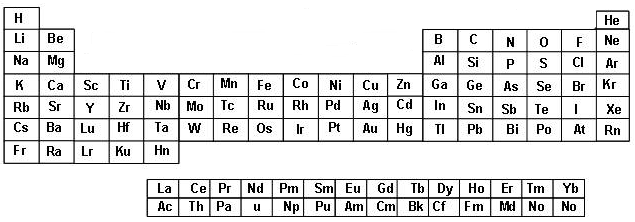 H He
Li Be B C N O F Ne
Na Mg Al Si P S Cl Ar
K Ca Sc Ti V Cr Mn Fe Co Ni Cu Zn Ga Ge As Se Br Kr
Rb Sr Y Zr Nb Mo Tc Ru Rh Pd Ag Cd In Sn Sb Te I Xe
Cs Ba Lu Hf Ta W Re Os Ir Pt Au Hg Tl Pb Bi Po At Rn
Fr Ra Lr Ku Hn
La Ce Pr Nd Pm Sm Eu Gd Tb Dy Ho Er Tm Yb
Ac Th Pa u Np Pu Am Cm Bk Cf Fm Md No No